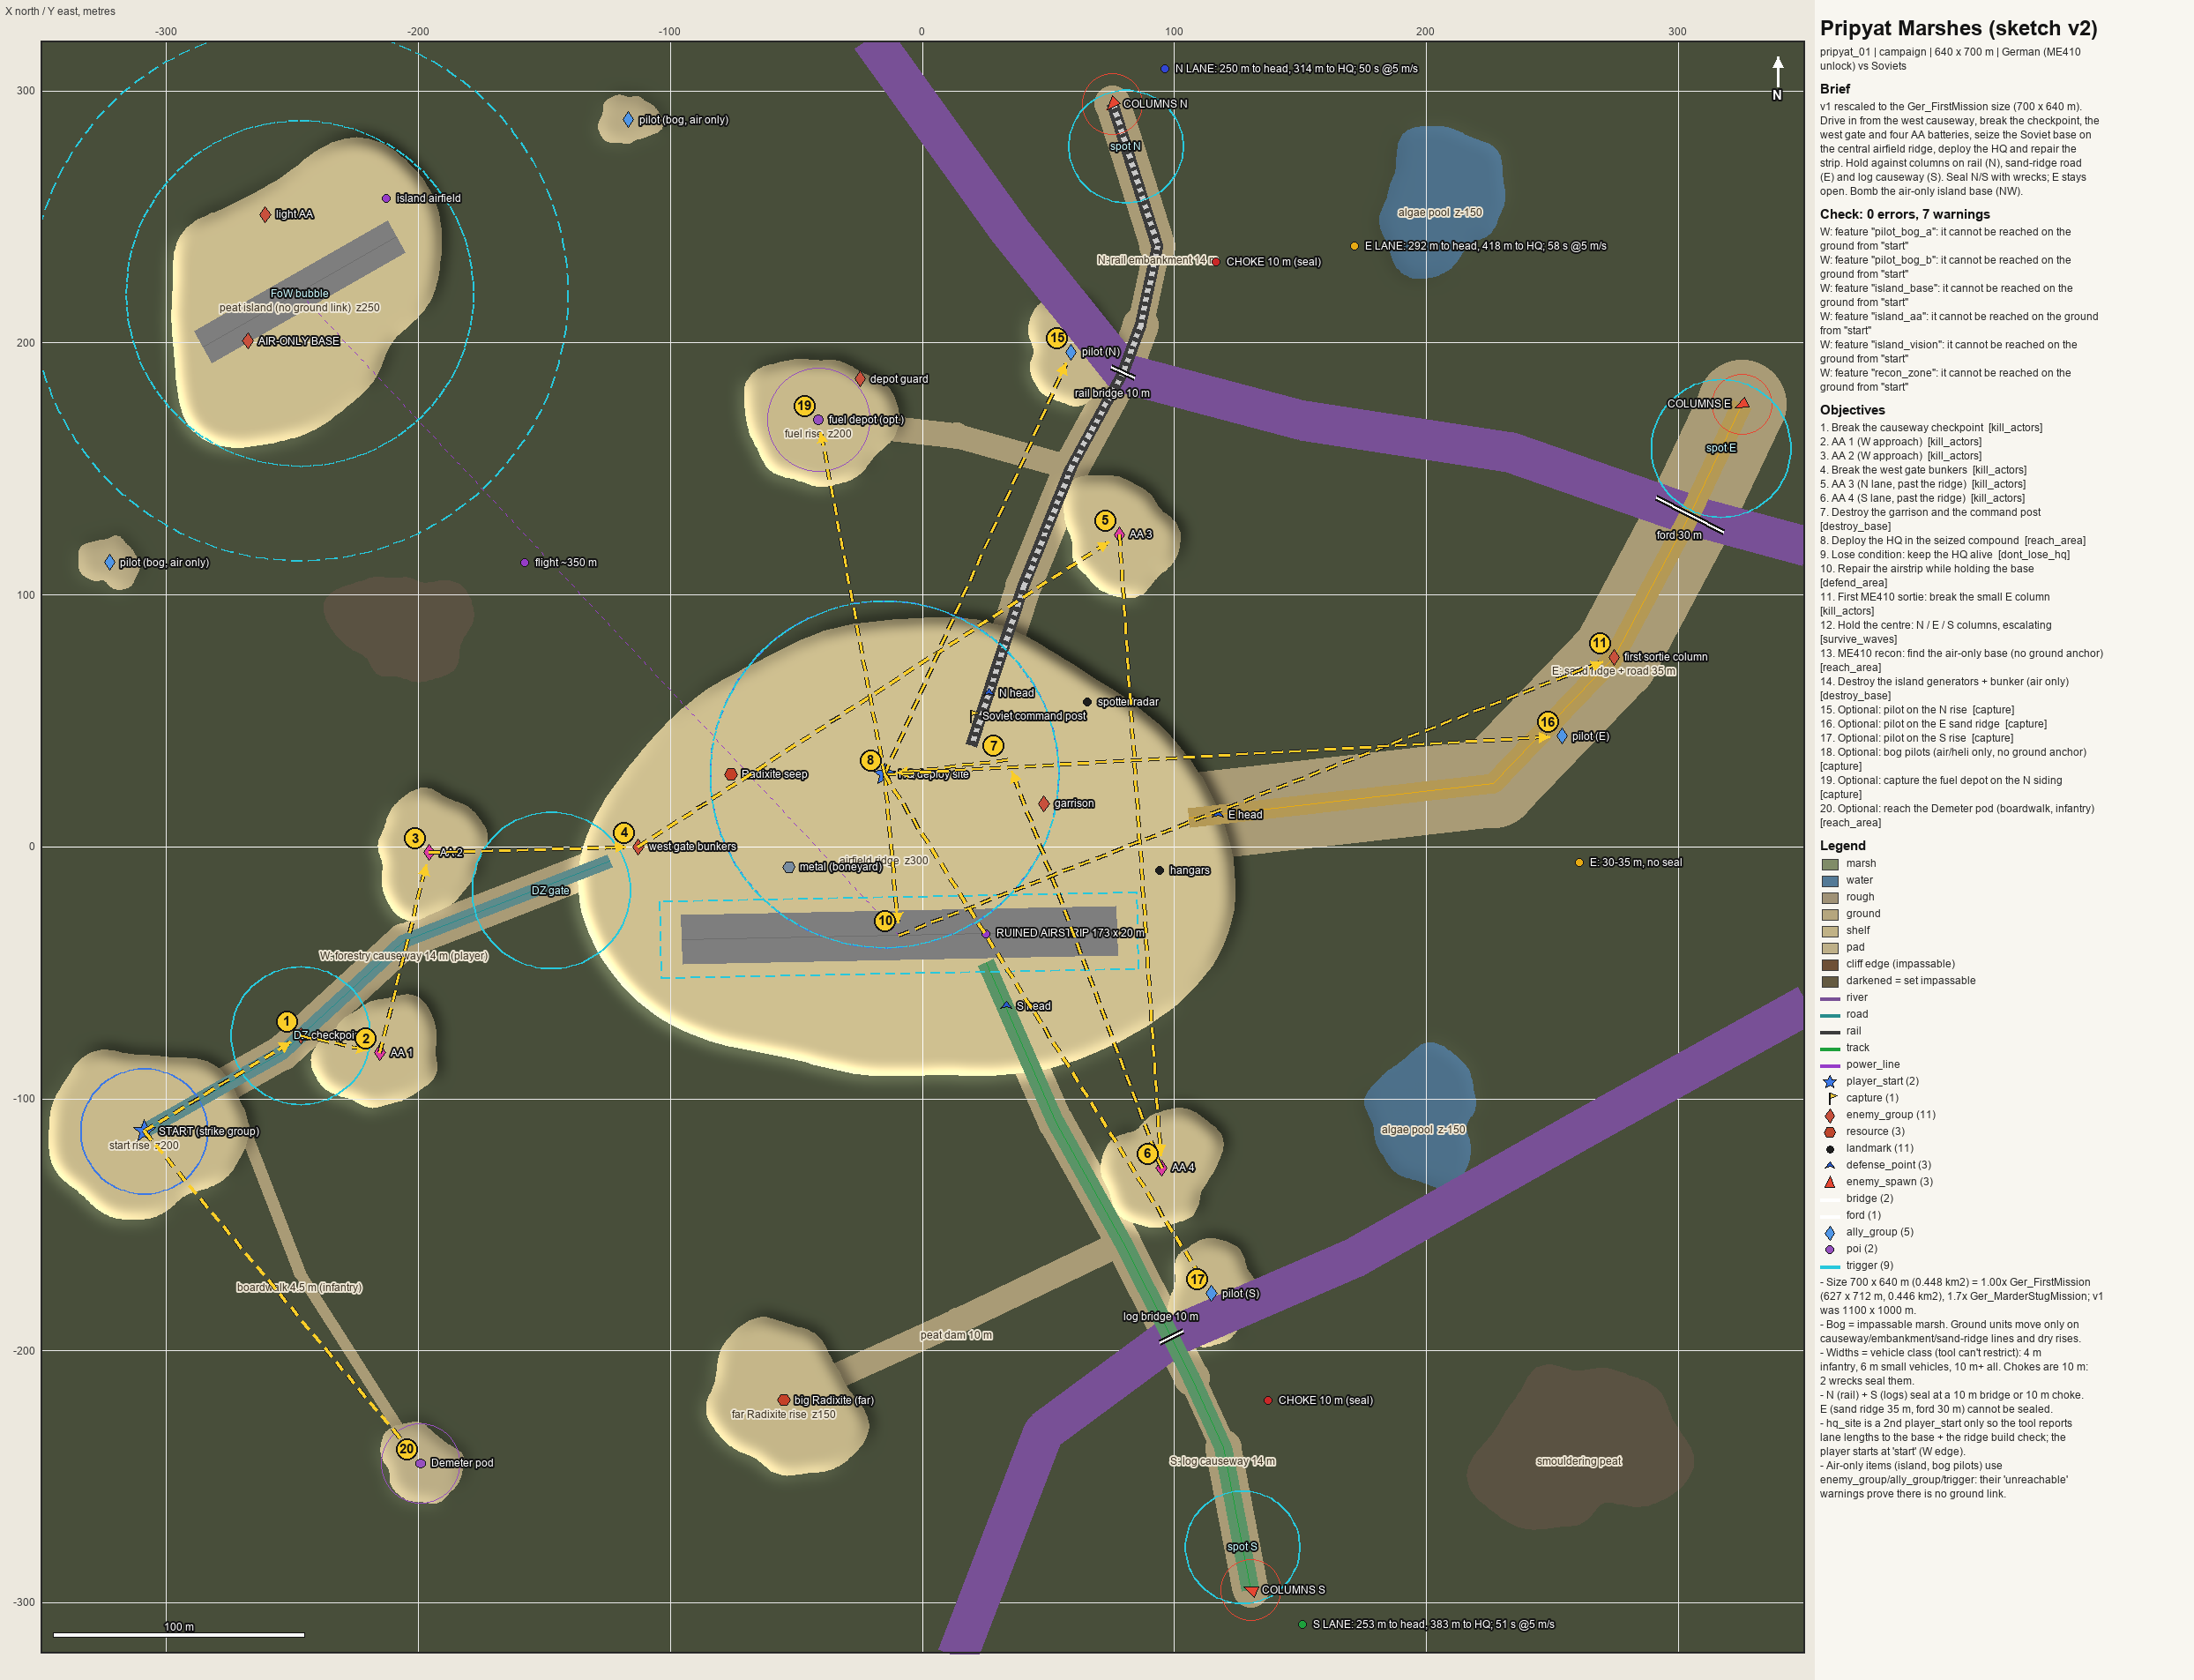 X north / Y east, metres
-300
-200
-100
0
100
200
300
300
200
100
0
-100
-200
-300
N
N LANE: 250 m to head, 314 m to HQ; 50 s @5 m/s
COLUMNS N
pilot (bog, air only)
spot N
island airfield
light AA
algae pool z-150
E LANE: 292 m to head, 418 m to HQ; 58 s @5 m/s
N: rail embankment 14 m
CHOKE 10 m (seal)
FoW bubble
peat island (no ground link) z250
AIR-ONLY BASE
15
pilot (N)
depot guard
rail bridge 10 m
19
fuel depot (opt.)
fuel rise z200
COLUMNS E
spot E
5
AA 3
ford 30 m
pilot (bog, air only)
flight ~350 m
11
first sortie column
E: sand ridge + road 35 m
N head
spotter radar
Soviet command post
7
16
pilot (E)
8
HQ deploy site
Radixite seep
garrison
E head
3
AA 2
4
west gate bunkers
metal (boneyard)
airfield ridge z300
hangars
E: 30-35 m, no seal
DZ gate
10
RUINED AIRSTRIP 173 x 20 m
W: forestry causeway 14 m (player)
S head
1
DZ checkpoint
2
AA 1
START (strike group)
start rise z200
algae pool z-150
6
AA 4
boardwalk 4.5 m (infantry)
17
pilot (S)
log bridge 10 m
peat dam 10 m
big Radixite (far)
far Radixite rise z150
CHOKE 10 m (seal)
20
Demeter pod
S: log causeway 14 m
smouldering peat
spot S
COLUMNS S
S LANE: 253 m to head, 383 m to HQ; 51 s @5 m/s
100 m
Pripyat Marshes (sketch v2)
pripyat_01 | campaign | 640 x 700 m | German (ME410
unlock) vs Soviets
Brief
v1 rescaled to the Ger_FirstMission size (700 x 640 m).
Drive in from the west causeway, break the checkpoint, the
west gate and four AA batteries, seize the Soviet base on
the central airfield ridge, deploy the HQ and repair the
strip. Hold against columns on rail (N), sand-ridge road
(E) and log causeway (S). Seal N/S with wrecks; E stays
open. Bomb the air-only island base (NW).
Check: 0 errors, 7 warnings
W: feature "pilot_bog_a": it cannot be reached on the
ground from "start"
W: feature "pilot_bog_b": it cannot be reached on the
ground from "start"
W: feature "island_base": it cannot be reached on the
ground from "start"
W: feature "island_aa": it cannot be reached on the ground
from "start"
W: feature "island_vision": it cannot be reached on the
ground from "start"
W: feature "recon_zone": it cannot be reached on the
ground from "start"
Objectives
1. Break the causeway checkpoint [kill_actors]
2. AA 1 (W approach) [kill_actors]
3. AA 2 (W approach) [kill_actors]
4. Break the west gate bunkers [kill_actors]
5. AA 3 (N lane, past the ridge) [kill_actors]
6. AA 4 (S lane, past the ridge) [kill_actors]
7. Destroy the garrison and the command post
[destroy_base]
8. Deploy the HQ in the seized compound [reach_area]
9. Lose condition: keep the HQ alive [dont_lose_hq]
10. Repair the airstrip while holding the base
[defend_area]
11. First ME410 sortie: break the small E column
[kill_actors]
12. Hold the centre: N / E / S columns, escalating
[survive_waves]
13. ME410 recon: find the air-only base (no ground anchor)
[reach_area]
14. Destroy the island generators + bunker (air only)
[destroy_base]
15. Optional: pilot on the N rise [capture]
16. Optional: pilot on the E sand ridge [capture]
17. Optional: pilot on the S rise [capture]
18. Optional: bog pilots (air/heli only, no ground anchor)
[capture]
19. Optional: capture the fuel depot on the N siding
[capture]
20. Optional: reach the Demeter pod (boardwalk, infantry)
[reach_area]
Legend
marsh
water
rough
ground
shelf
pad
cliff edge (impassable)
darkened = set impassable
river
road
rail
track
power_line
player_start (2)
capture (1)
enemy_group (11)
resource (3)
landmark (11)
defense_point (3)
enemy_spawn (3)
bridge (2)
ford (1)
ally_group (5)
poi (2)
trigger (9)
- Size 700 x 640 m (0.448 km2) = 1.00x Ger_FirstMission
(627 x 712 m, 0.446 km2), 1.7x Ger_MarderStugMission; v1
was 1100 x 1000 m.
- Bog = impassable marsh. Ground units move only on
causeway/embankment/sand-ridge lines and dry rises.
- Widths = vehicle class (tool can't restrict): 4 m
infantry, 6 m small vehicles, 10 m+ all. Chokes are 10 m:
2 wrecks seal them.
- N (rail) + S (logs) seal at a 10 m bridge or 10 m choke.
E (sand ridge 35 m, ford 30 m) cannot be sealed.
- hq_site is a 2nd player_start only so the tool reports
lane lengths to the base + the ridge build check; the
player starts at 'start' (W edge).
- Air-only items (island, bog pilots) use
enemy_group/ally_group/trigger: their 'unreachable'
warnings prove there is no ground link.